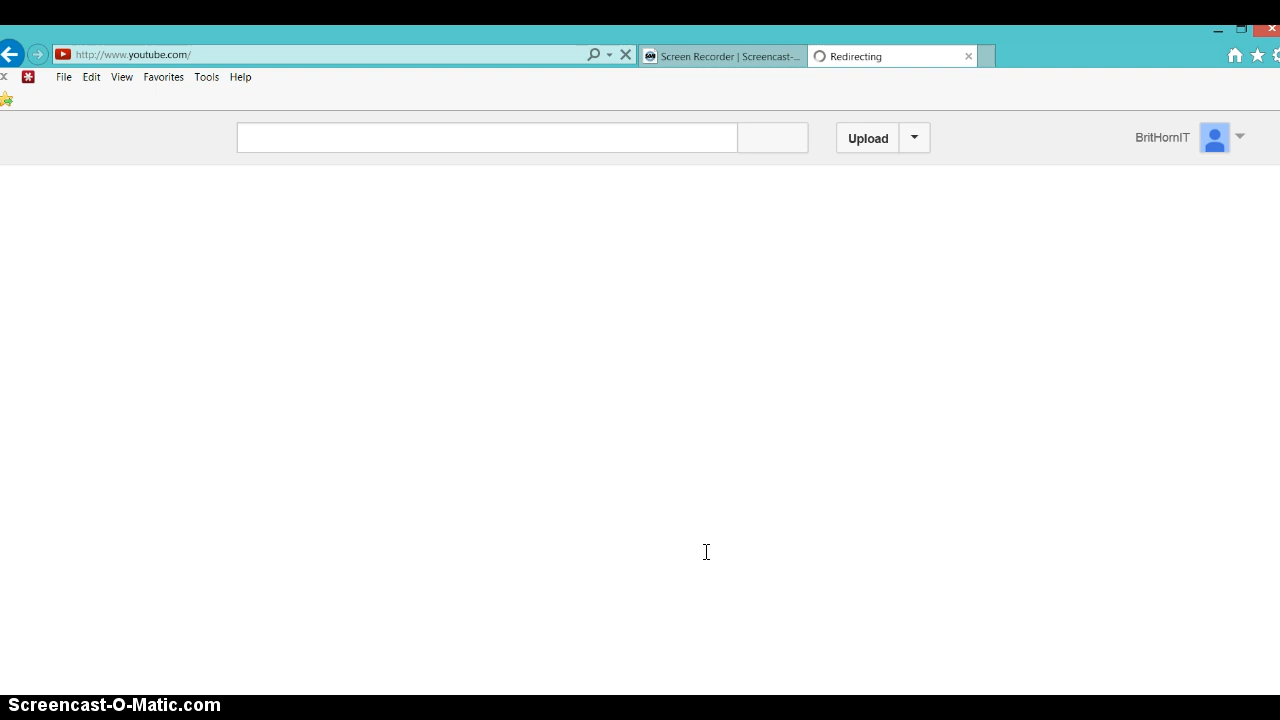 http://www.youtube.com/
Screen Recorder | Screencast-...
Redirecting
x
File Edit View Favorites Tools Help
Upload
BritHornIT
Screencast-O-Matic.com